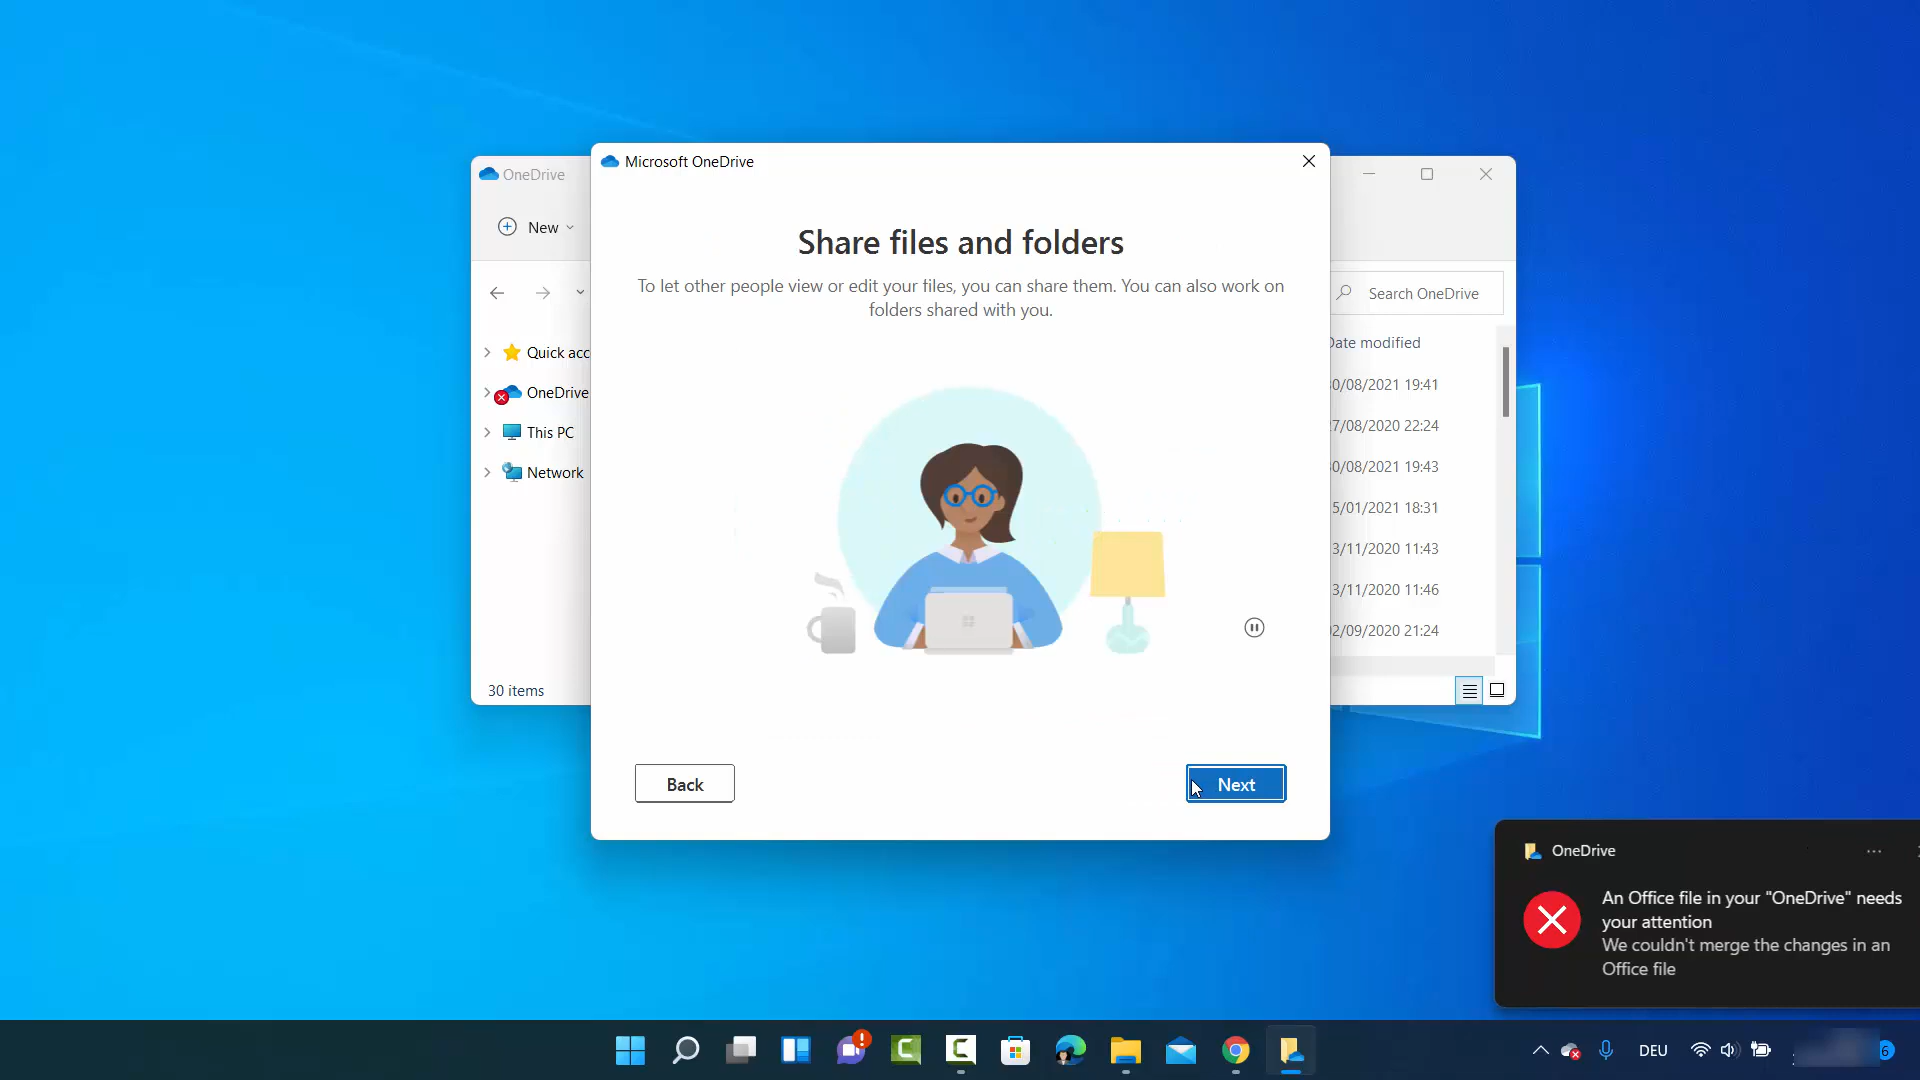 Microsoft OneDrive
Share files and folders
To let other people view or edit your files, you can share them. You can also work on
folders shared with you.
Back
Next
OneDrive
New
Search OneDrive
Quick acc
OneDrive
This PC
Network
30 items
Date modified
30/08/2021 19:41
27/08/2020 22:24
30/08/2021 19:43
5/01/2021 18:31
3/11/2020 11:43
3/11/2020 11:46
02/09/2020 21:24
OneDrive
An Office file in your "OneDrive" needs
your attention
We couldn't merge the changes in an
Office file
DEU
6